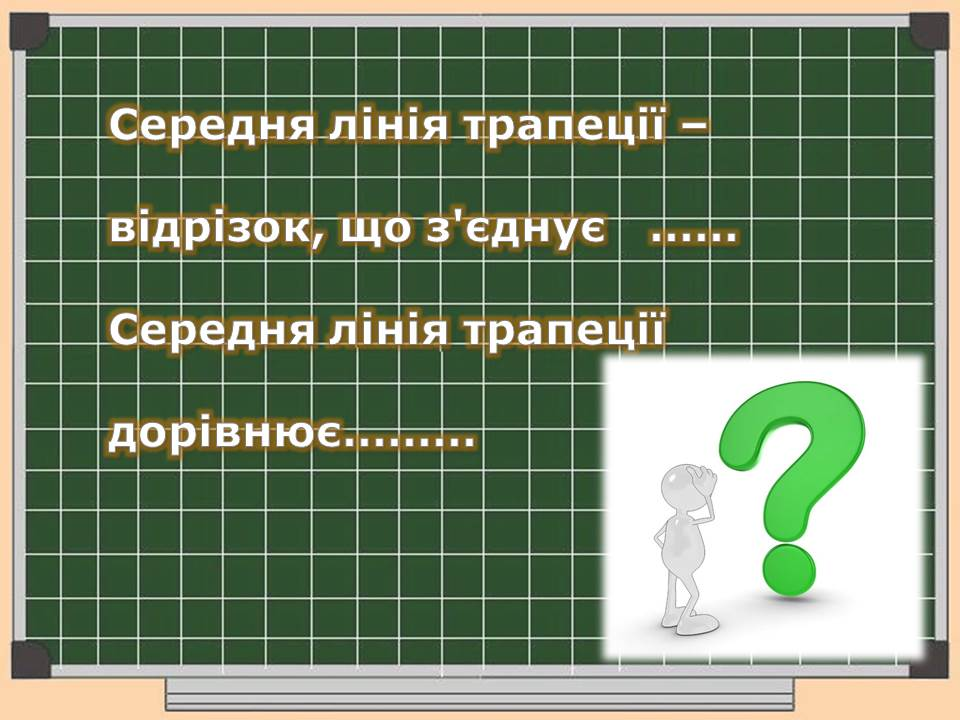 Середня лінія трапеції –
відрізок, що з'єднує ......
Середня лінія трапеції
дорівнює.........